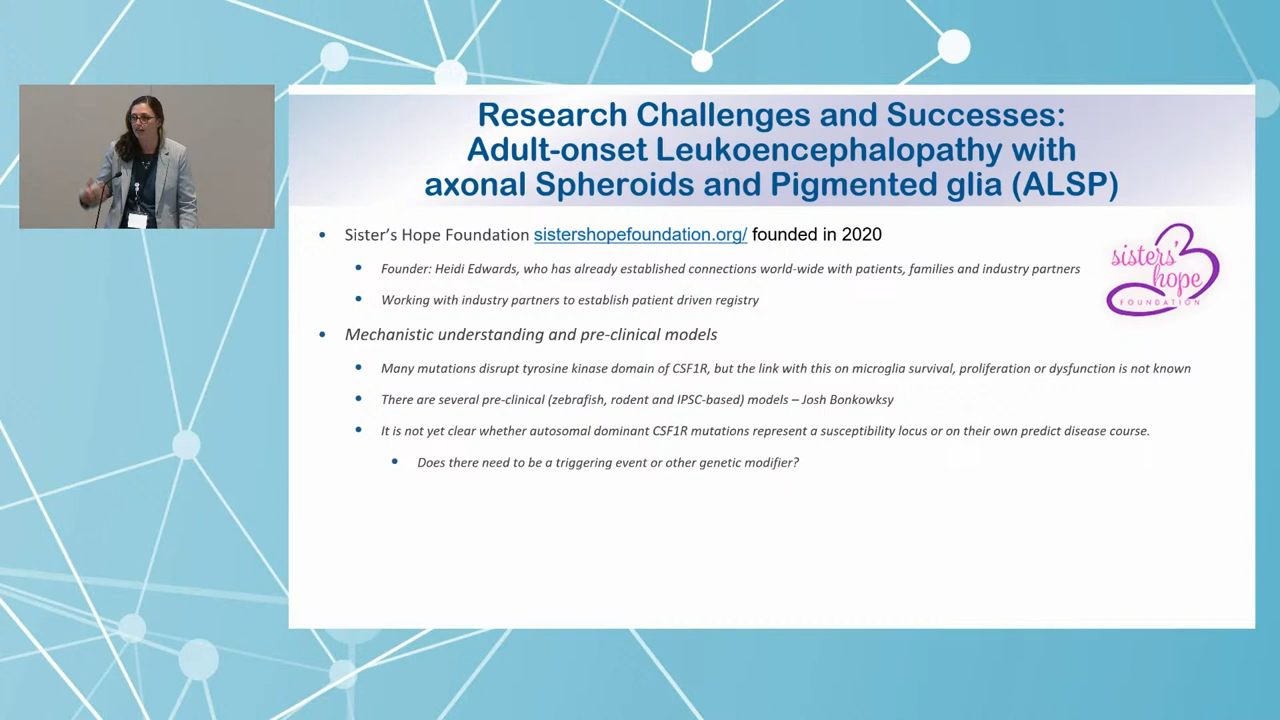 Research Challenges and Successes:
Adult-onset Leukoencephalopathy with
axonal Spheroids and Pigmented glia (ALSP)
• Sister's Hope Foundation sistershopefoundation.org/ founded in 2020
• Founder: Heidi Edwards, who has already established connections world-wide with patients, families and industry partners
• Working with industry partners to establish patient driven registry
sisters'
hope
FOUNDATION
• Mechanistic understanding and pre-clinical models
• Many mutations disrupt tyrosine kinase domain of CSF1R, but the link with this on microglia survival, proliferation or dysfunction is not known
• There are several pre-clinical (zebrafish, rodent and IPSC-based) models – Josh Bonkowksy
• It is not yet clear whether autosomal dominant CSF1R mutations represent a susceptibility locus or on their own predict disease course.
• Does there need to be a triggering event or other genetic modifier?